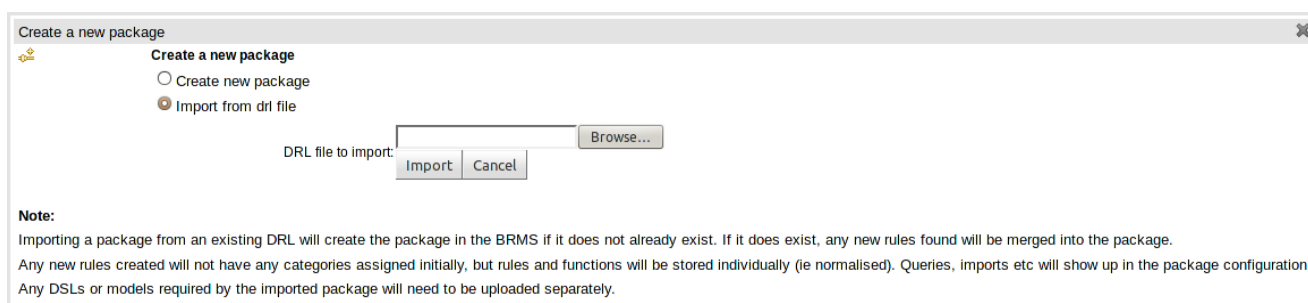 Create a new package
Create a new package
Create new package
Import from drl file
DRL file to import:
Browse...
Import Cancel
Note:
Importing a package from an existing DRL will create the package in the BRMS if it does not already exist. If it does exist, any new rules found will be merged into the package.
Any new rules created will not have any categories assigned initially, but rules and functions will be stored individually (ie normalised). Queries, imports etc will show up in the package configuration
Any DSLs or models required by the imported package will need to be uploaded separately.